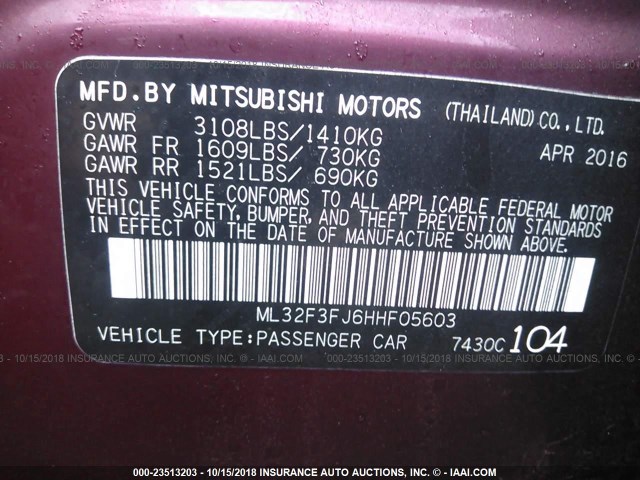 MFD.BY MITSUBISHI MOTORS (THAILAND)CO.,LTD.
GVWR 3108LBS/1410KG
GAWR FR 1609LBS/ 730KG APR 2016
GAWR RR 1521LBS/ 690KG
THIS VEHICLE CONFORMS TO ALL APPLICABLE FEDERAL MOTOR
VEHICLE SAFETY, BUMPER, AND THEFT PREVENTION STANDARDS
IN EFFECT ON THE DATE OF MANUFACTURE SHOWN ABOVE.
ML32F3FJ6HHF05603
VEHICLE TYPE:PASSENGER CAR 7430C 104
000-23513203 - 10/15/2018 INSURANCE AUTO AUCTIONS, INC. - IAAI.COM